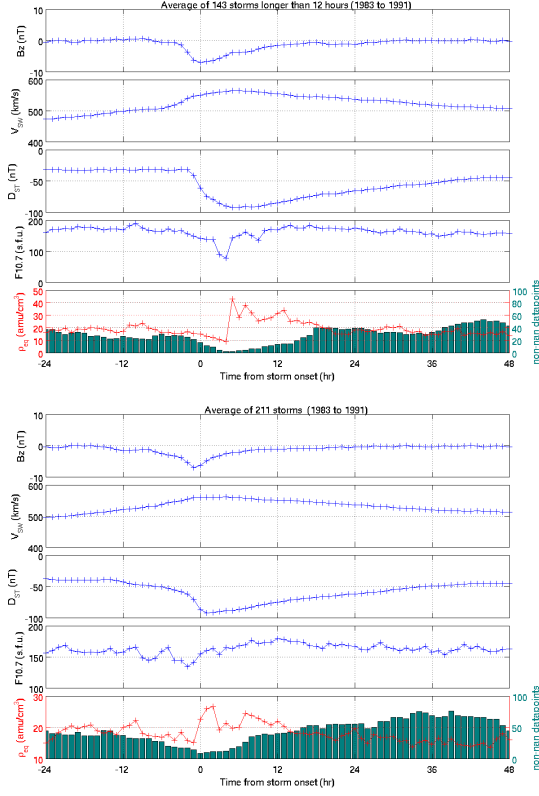 Average of 143 storms longer than 12 hours (1983 to 1991)
10
0
-10
Bz (nT)
600
500
400
V_SW (km/s)
0
-50
-100
D_ST (nT)
200
100
0
F10.7 (s.f.u.)
50
40
30
20
10
0
ρ_eq (amu/cm³)
100
80
60
40
20
0
non-nan datapoints
-24 -12 0 12 24 36 48
Time from storm onset (hr)
Average of 211 storms (1983 to 1991)
10
0
-10
Bz (nT)
600
500
400
V_SW (km/s)
0
-50
-100
D_ST (nT)
200
150
100
F10.7 (s.f.u.)
30
20
10
ρ_eq (amu/cm³)
100
50
0
non-nan datapoints
-24 -12 0 12 24 36 48
Time from storm onset (hr)